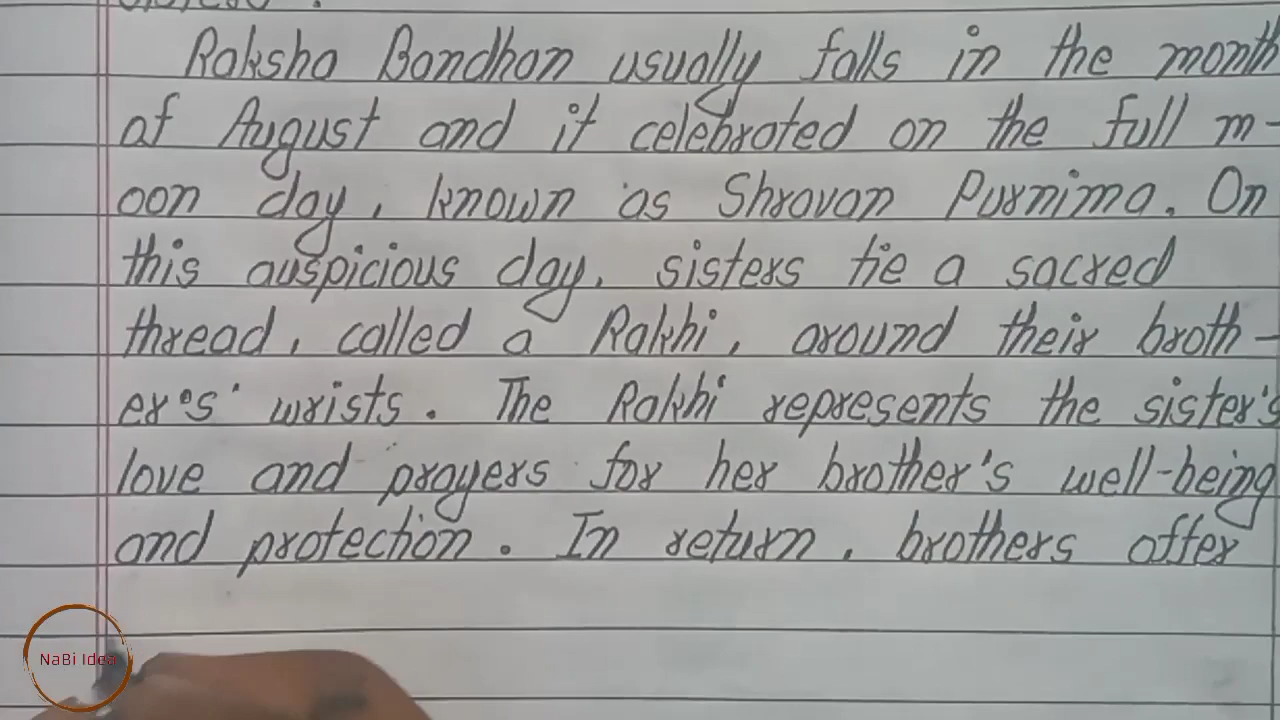 Raksha Bandhan usually falls in the month
of August and it celebrated on the full m-
oon day, known as Shravan Purnima. On
this auspicious day, sisters tie a sacred
thread, called a Rakhi, around their broth-
er's' wrists. The Rakhi represents the sister's
love and prayers for her brother's well-being
and protection. In return, brothers offer
NaBi Idea